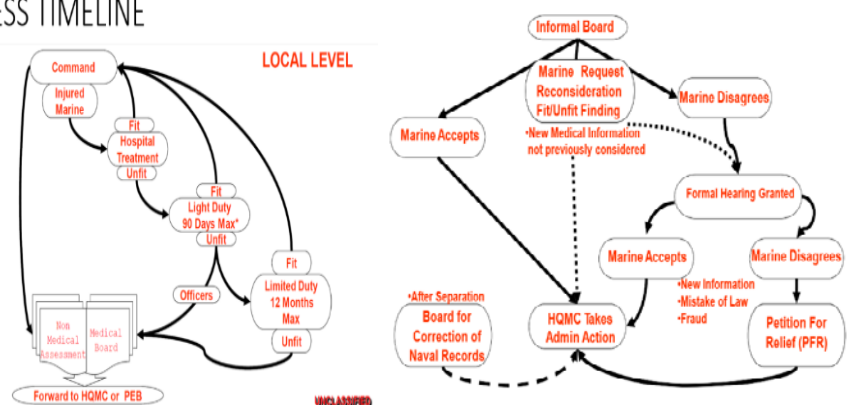 ESS TIMELINE
LOCAL LEVEL
Command
Injured
Marine
Fit
Hospital
Treatment
Unfit
Fit
Light Duty
90 Days Max*
Unfit
Officers
Fit
Limited Duty
12 Months
Max
Unfit
Non
Medical
Assessment
Medical
Board
Forward to HQMC or PEB
UNCLASSIFIED
Informal Board
Marine Request
Reconsideration
Fit/Unfit Finding
•New Medical Information
not previously considered
Marine Accepts
Marine Disagrees
Formal Hearing Granted
Marine Accepts
Marine Disagrees
•New Information
•Mistake of Law
•Fraud
•After Separation
Board for
Correction of
Naval Records
HQMC Takes
Admin Action
Petition For
Relief (PFR)